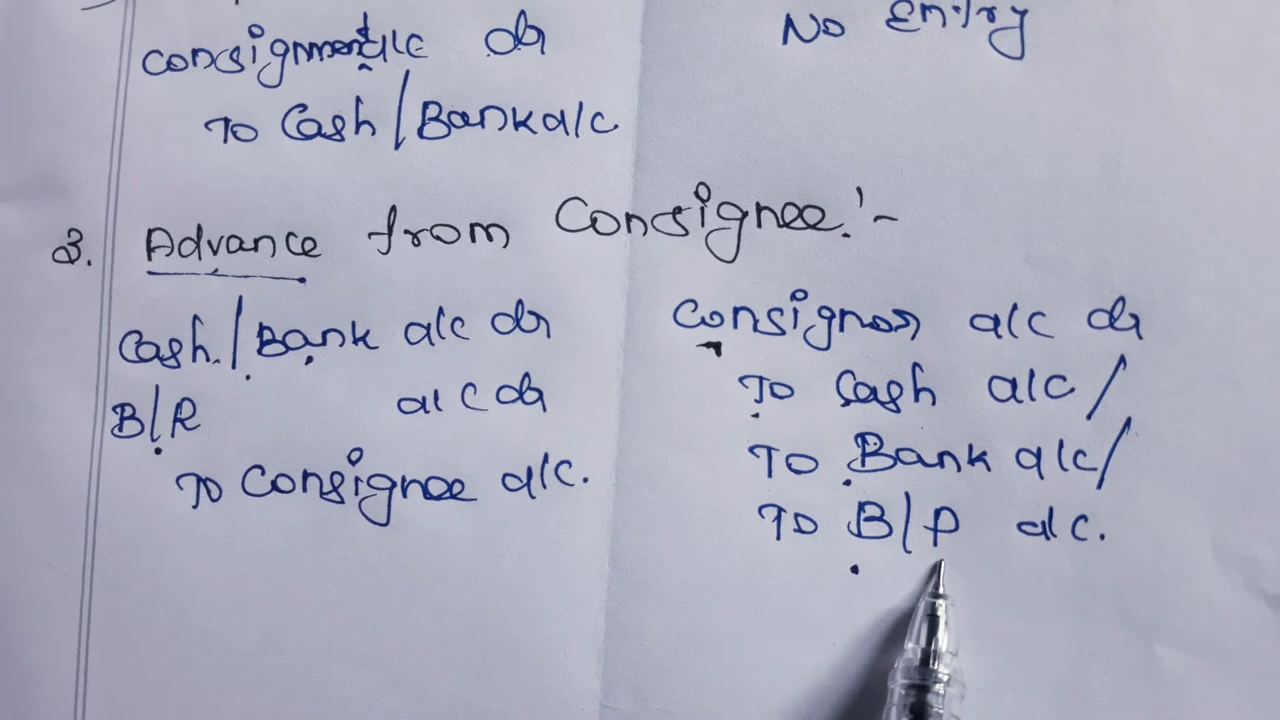 consignment a/c dr
No Entry
To Cash / Bank a/c
3. Advance from Consignee :-
Cash / Bank a/c dr
B/R a/c dr
To Consignee a/c.
Consignor a/c dr
To Cash a/c /
To Bank a/c /
To B/P a/c.